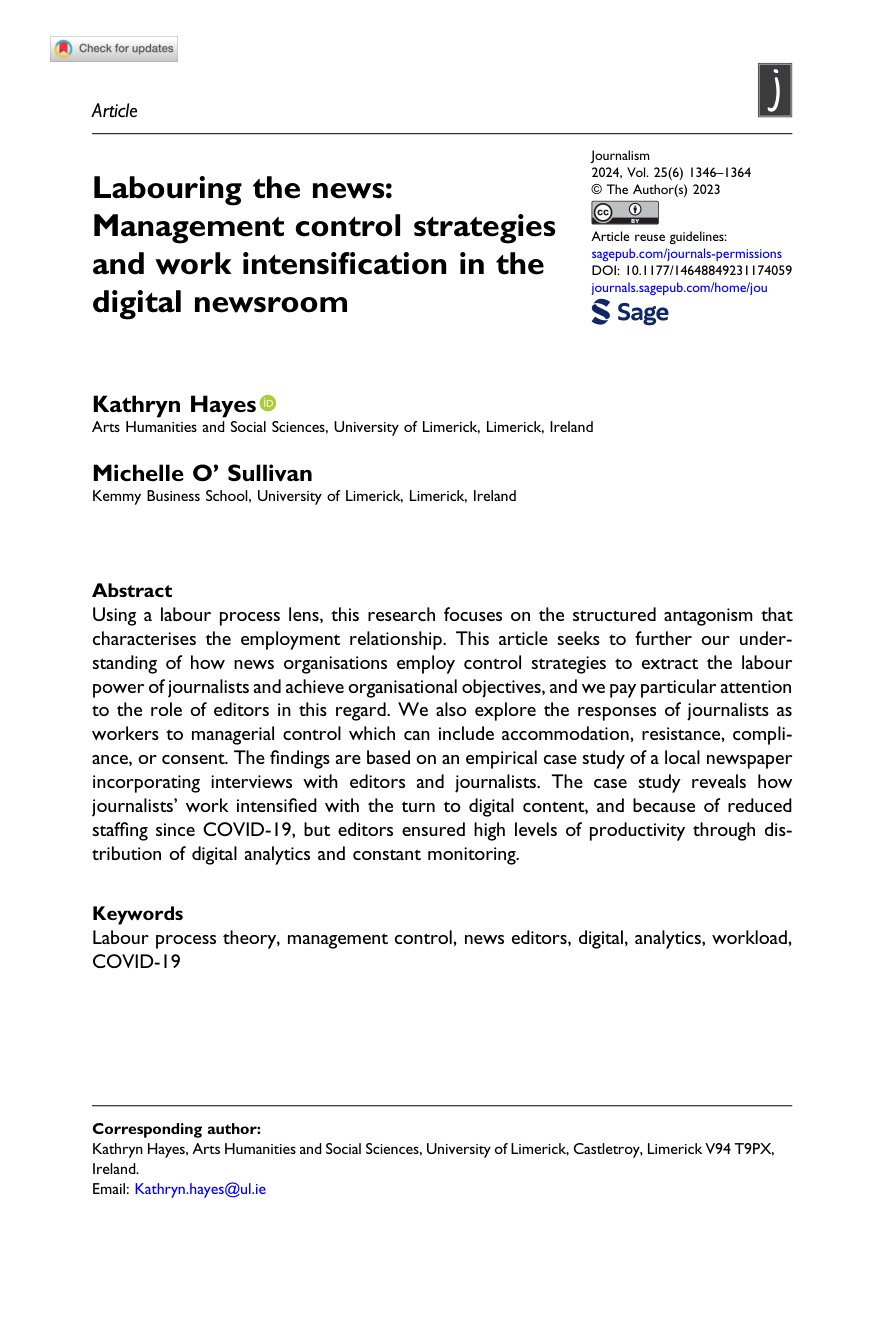 Check for updates
Article
j
Labouring the news:
Management control strategies
and work intensification in the
digital newsroom
Journalism
2024, Vol. 25(6) 1346–1364
© The Author(s) 2023
cc BY
Article reuse guidelines:
sagepub.com/journals-permissions
DOI: 10.1177/14648849231174059
journals.sagepub.com/home/jou
Sage
Kathryn Hayes iD
Arts Humanities and Social Sciences, University of Limerick, Limerick, Ireland
Michelle O’ Sullivan
Kemmy Business School, University of Limerick, Limerick, Ireland
Abstract
Using a labour process lens, this research focuses on the structured antagonism that
characterises the employment relationship. This article seeks to further our under-
standing of how news organisations employ control strategies to extract the labour
power of journalists and achieve organisational objectives, and we pay particular attention
to the role of editors in this regard. We also explore the responses of journalists as
workers to managerial control which can include accommodation, resistance, compli-
ance, or consent. The findings are based on an empirical case study of a local newspaper
incorporating interviews with editors and journalists. The case study reveals how
journalists’ work intensified with the turn to digital content, and because of reduced
staffing since COVID-19, but editors ensured high levels of productivity through dis-
tribution of digital analytics and constant monitoring.
Keywords
Labour process theory, management control, news editors, digital, analytics, workload,
COVID-19
Corresponding author:
Kathryn Hayes, Arts Humanities and Social Sciences, University of Limerick, Castletroy, Limerick V94 T9PX,
Ireland.
Email: Kathryn.hayes@ul.ie